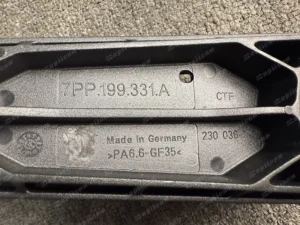 7PP.199.331.A
CTF
Made in Germany
230 036
>PA6.6-GF35<